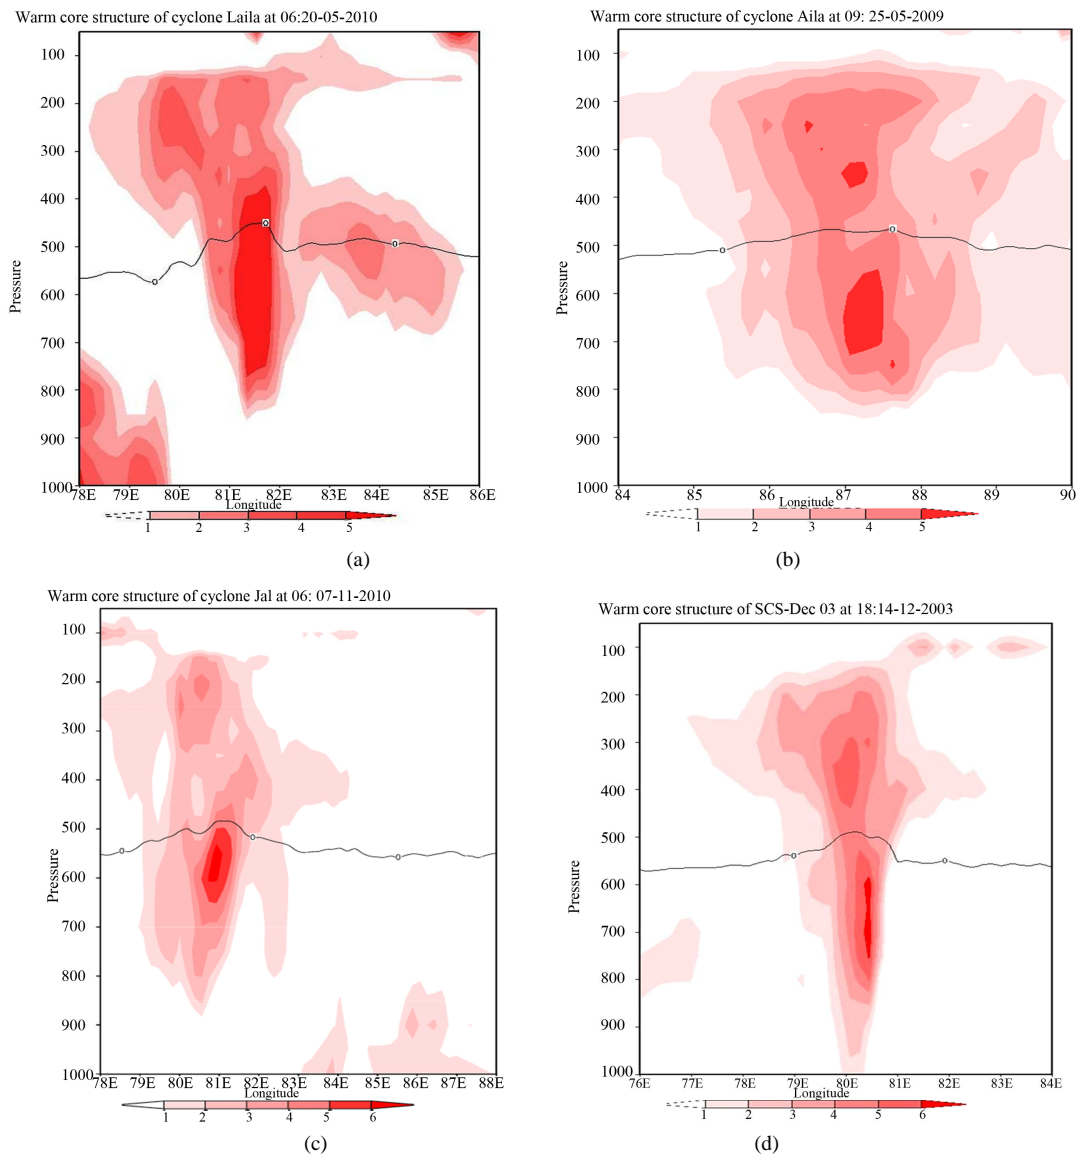 Warm core structure of cyclone Laila at 06:20-05-2010
100
200
300
400
500
600
700
800
900
1000
Pressure
0
0
0
78E 79E 80E 81E 82E 83E 84E 85E 86E
Longitude
1 2 3 4 5
(a)
Warm core structure of cyclone Aila at 09: 25-05-2009
100
200
300
400
500
600
700
800
900
1000
Pressure
0
0
84 85 86 87 88 89 90
Longitude
1 2 3 4 5
(b)
Warm core structure of cyclone Jal at 06: 07-11-2010
100
200
300
400
500
600
700
800
900
1000
Pressure
0
0
0
78E 79E 80E 81E 82E 83E 84E 85E 86E 87E 88E
Longitude
1 2 3 4 5 6
(c)
Warm core structure of SCS-Dec 03 at 18:14-12-2003
100
200
300
400
500
600
700
800
900
1000
Pressure
0
0
76E 77E 78E 79E 80E 81E 82E 83E 84E
Longitude
1 2 3 4 5 6
(d)